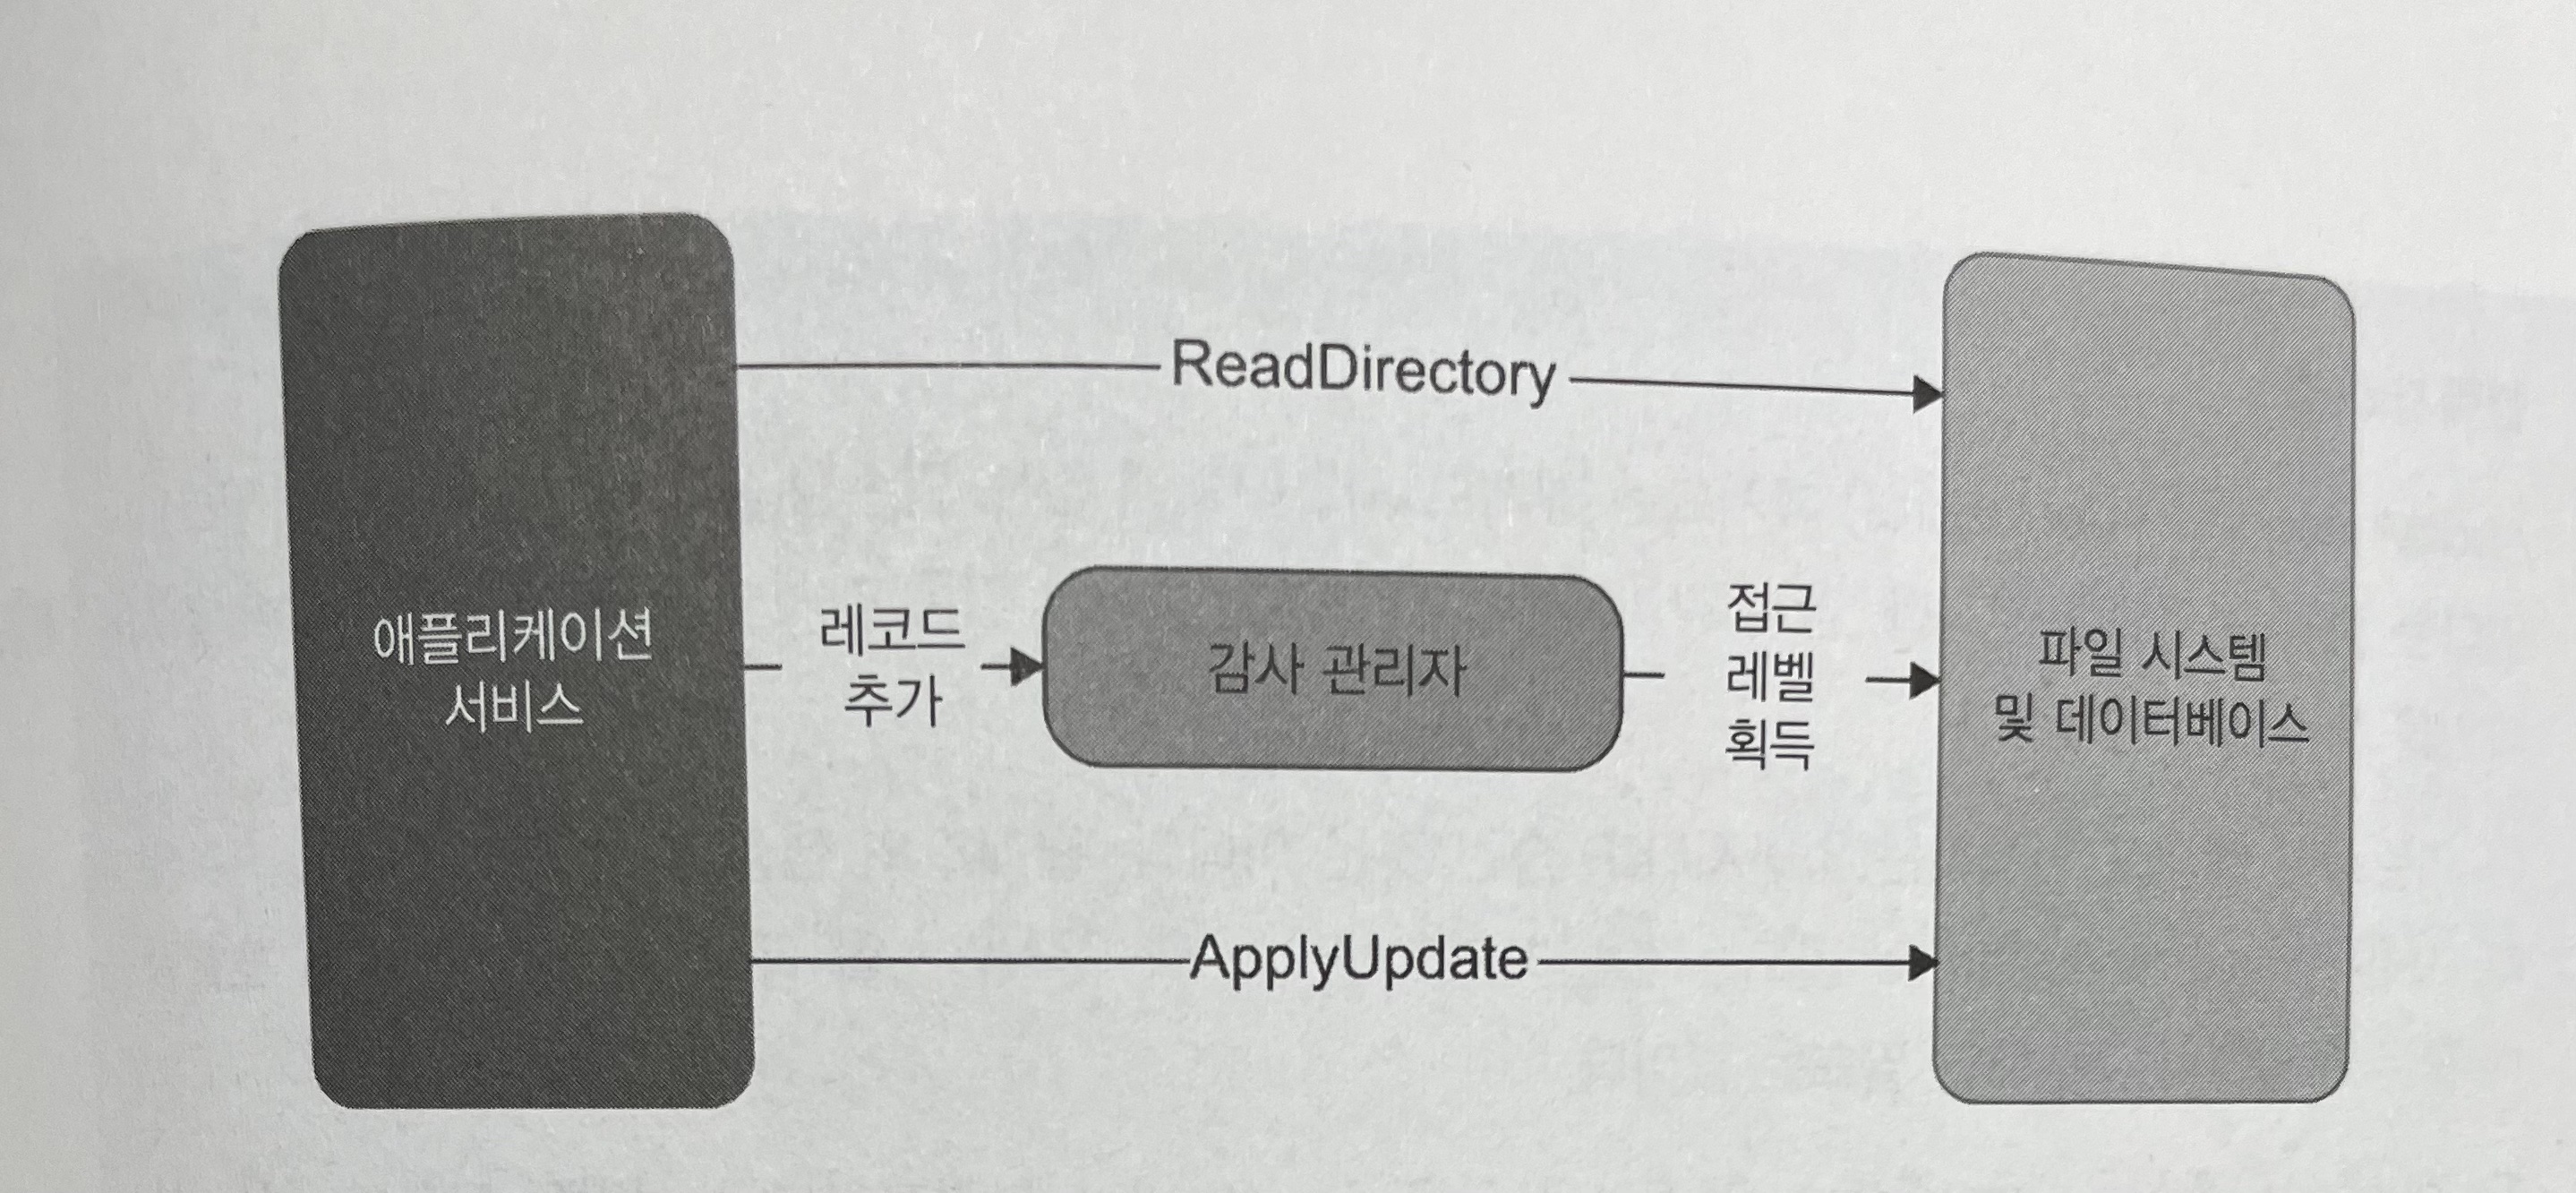 ReadDirectory
애플리케이션
서비스
레코드
추가
감사 관리자
접근
레벨
획득
파일 시스템
및 데이터베이스
ApplyUpdate